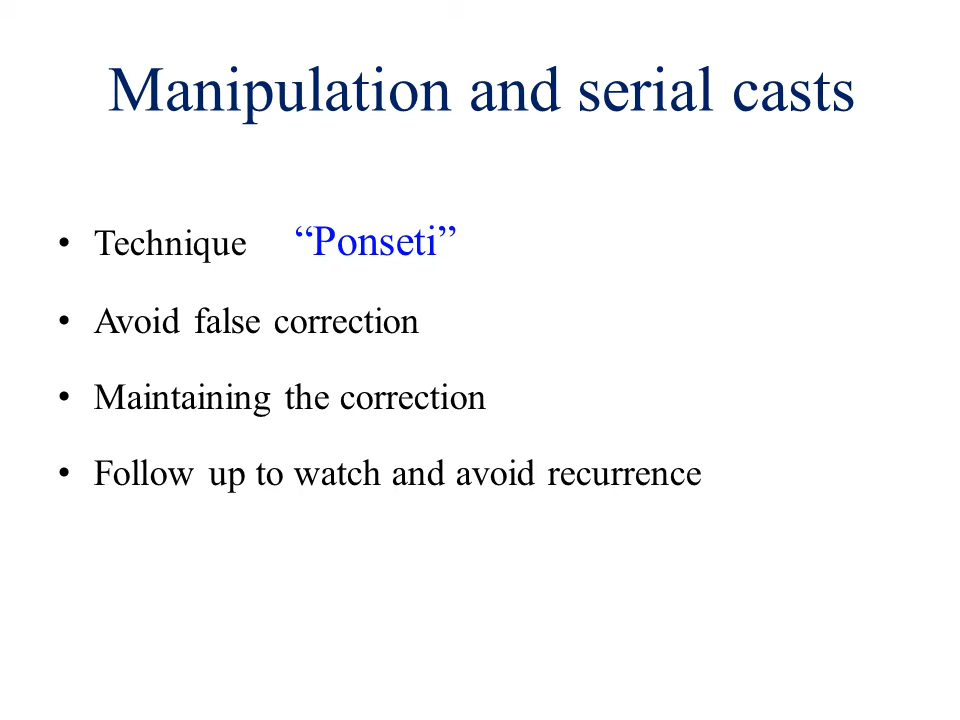 Manipulation and serial casts
• Technique “Ponseti”
• Avoid false correction
• Maintaining the correction
• Follow up to watch and avoid recurrence